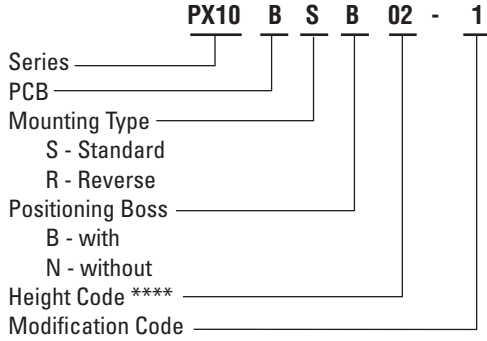 PX10 B S B 02 - 1
Series
PCB
Mounting Type
S - Standard
R - Reverse
Positioning Boss
B - with
N - without
Height Code ****
Modification Code